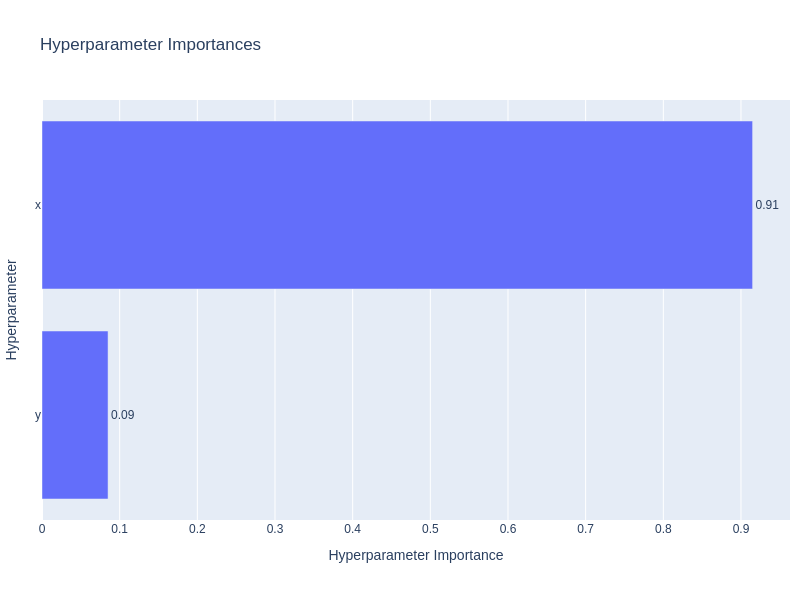 Hyperparameter Importances
Hyperparameter
x
0.91
y
0.09
0 0.1 0.2 0.3 0.4 0.5 0.6 0.7 0.8 0.9
Hyperparameter Importance